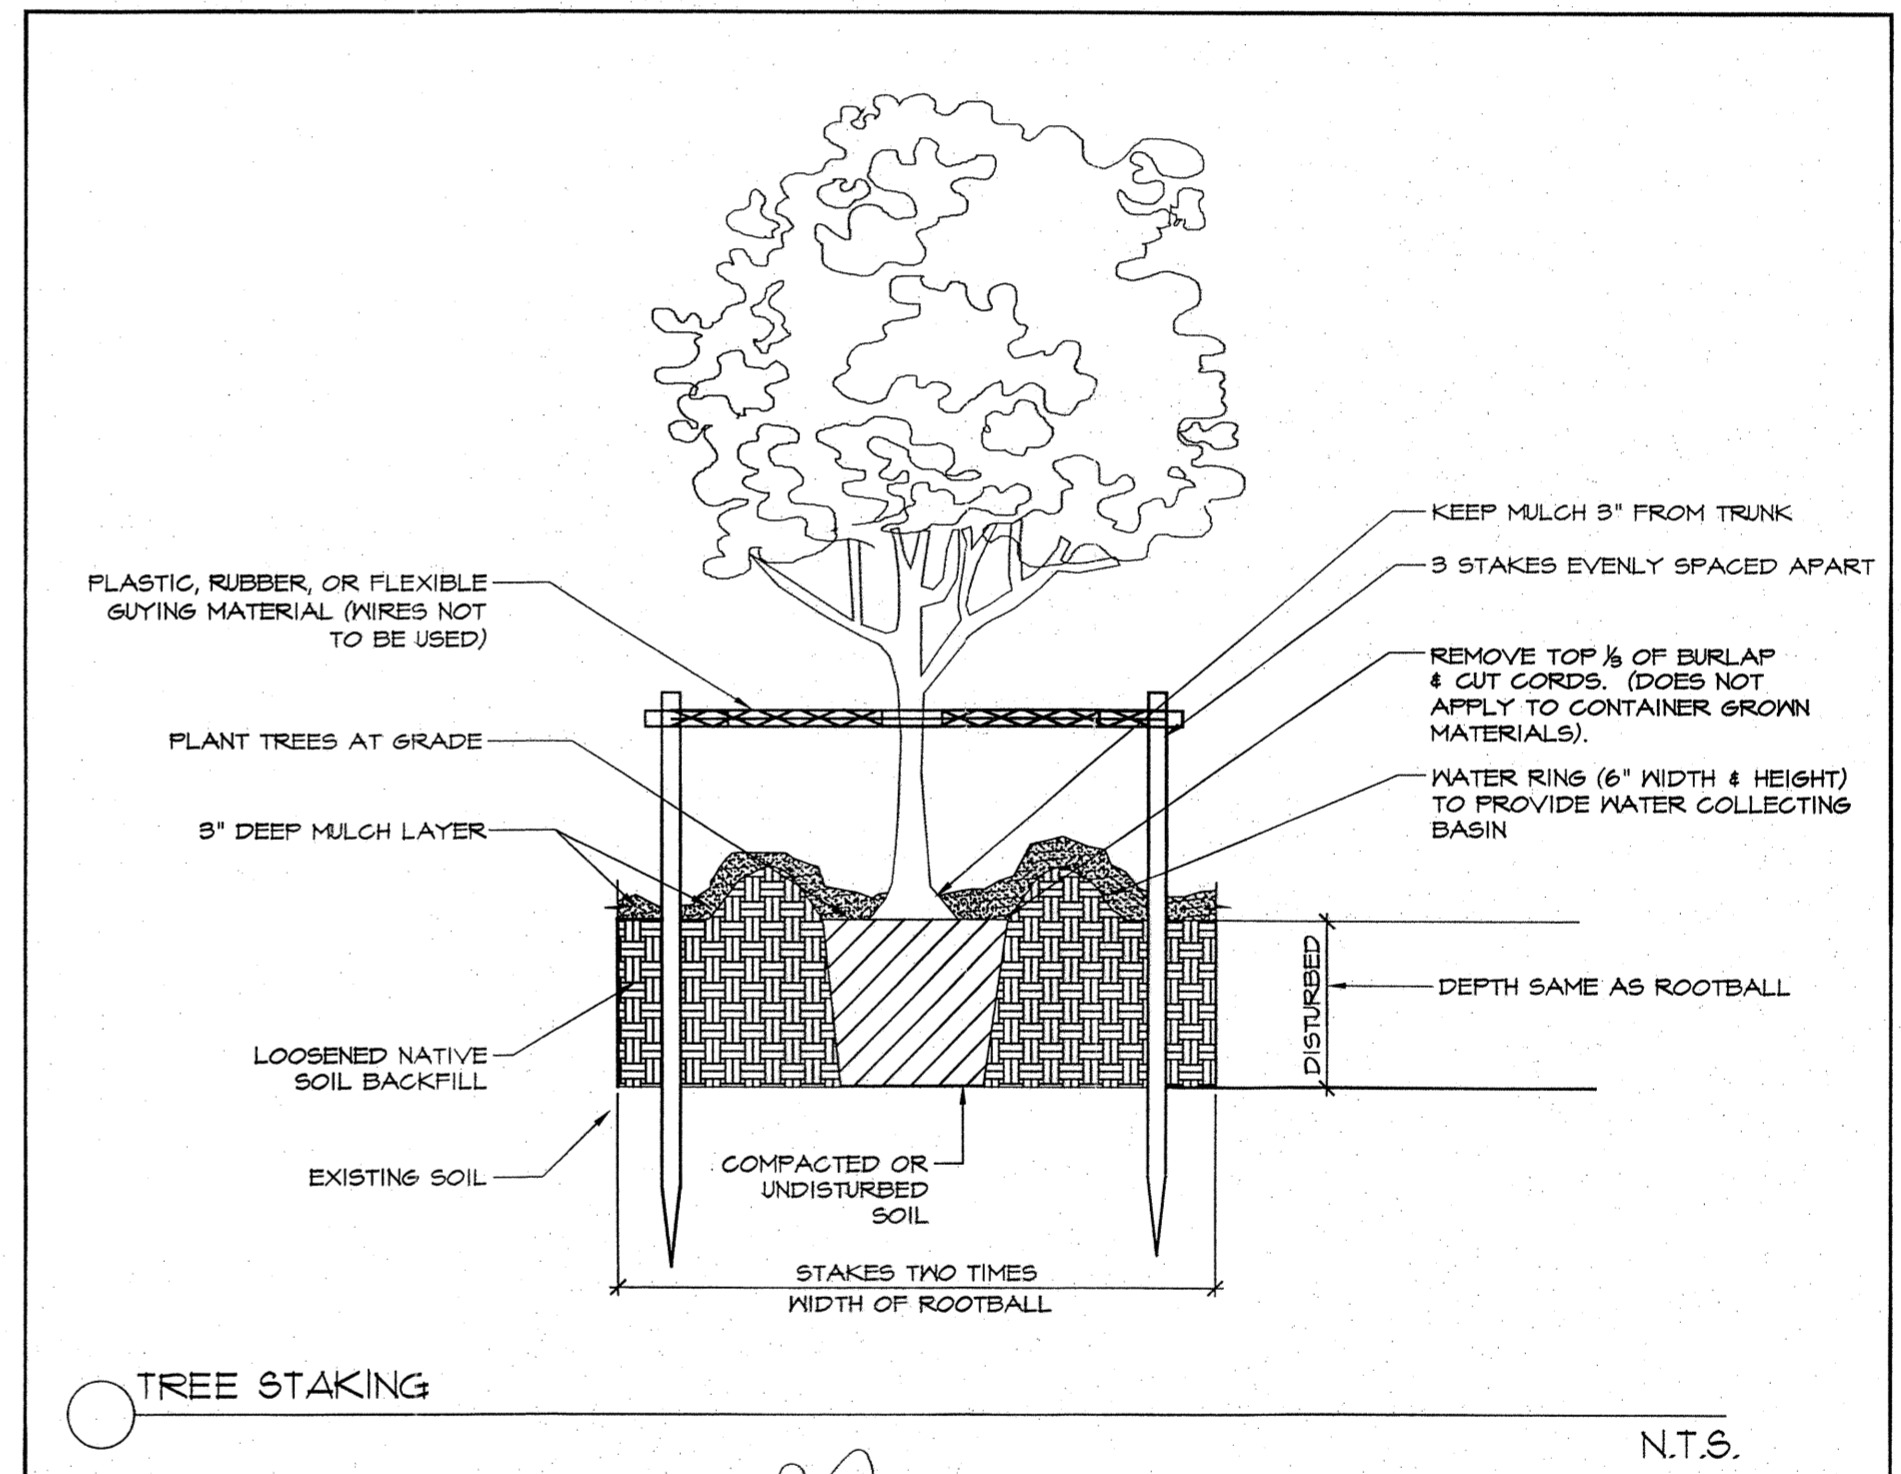 PLASTIC, RUBBER, OR FLEXIBLE
GUYING MATERIAL (WIRES NOT
TO BE USED)
PLANT TREES AT GRADE
3" DEEP MULCH LAYER
LOOSENED NATIVE
SOIL BACKFILL
EXISTING SOIL
COMPACTED OR
UNDISTURBED
SOIL
STAKES TWO TIMES
WIDTH OF ROOTBALL
KEEP MULCH 3" FROM TRUNK
3 STAKES EVENLY SPACED APART
REMOVE TOP ⅓ OF BURLAP
& CUT CORDS. (DOES NOT
APPLY TO CONTAINER GROWN
MATERIALS).
WATER RING (6" WIDTH & HEIGHT)
TO PROVIDE WATER COLLECTING
BASIN
DISTURBED
DEPTH SAME AS ROOTBALL
TREE STAKING
N.T.S.